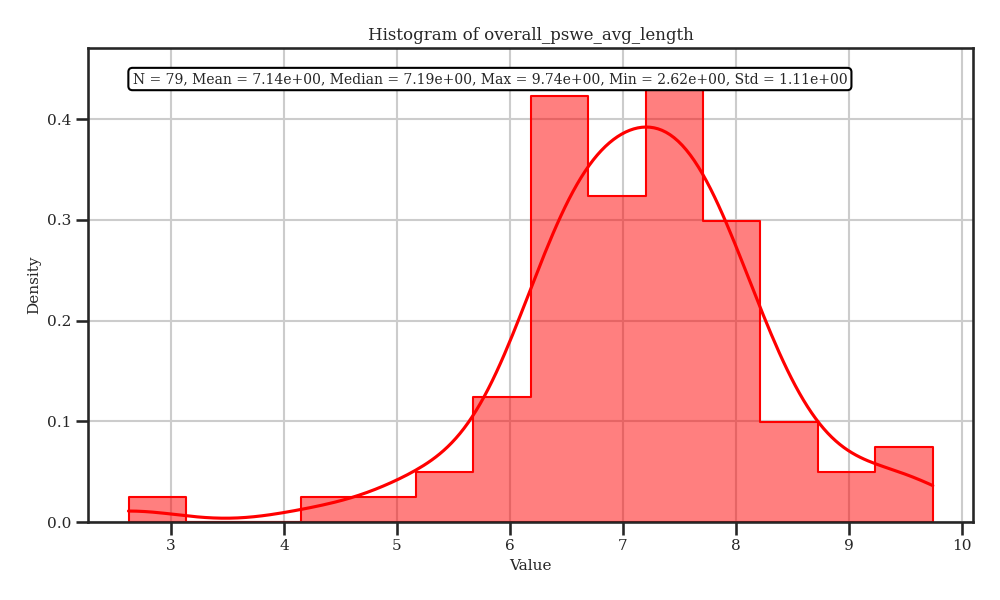 Histogram of overall_pswe_avg_length
N = 79, Mean = 7.14e+00, Median = 7.19e+00, Max = 9.74e+00, Min = 2.62e+00, Std = 1.11e+00
Density
0.4
0.3
0.2
0.1
0.0
3 4 5 6 7 8 9 10
Value